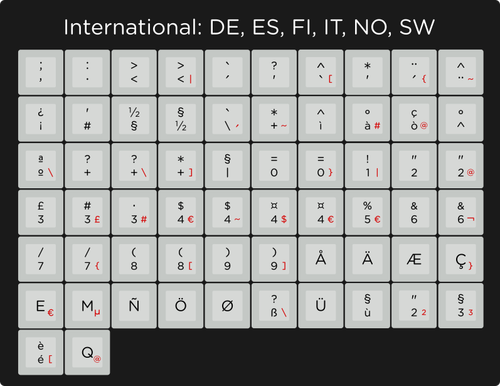 International: DE, ES, FI, IT, NO, SW
; : > > ` ? ^ * ¨ ^
, . < < | ´ ' ` [ ' ´ { ¨ ~
¿ ' ½ § ` * ^ ° ç °
¡ # § ½ \ ´ + ~ ì à # ò @ ^
ª ? ? * § = = ! " "
º \ + + \ + ] | 0 0 } 1 | 2 2 @
£ # · $ $ ¤ ¤ % & &
3 3 £ 3 # 4 € 4 ~ 4 $ 4 € 5 € 6 6 ¬
/ / ( ( ) ) Å Ä Æ Ç }
7 7 { 8 8 [ 9 9 ]
E € M µ Ñ Ö Ø ? Ü § " §
ß \ ù 2 2 3 3
è Q @
é [